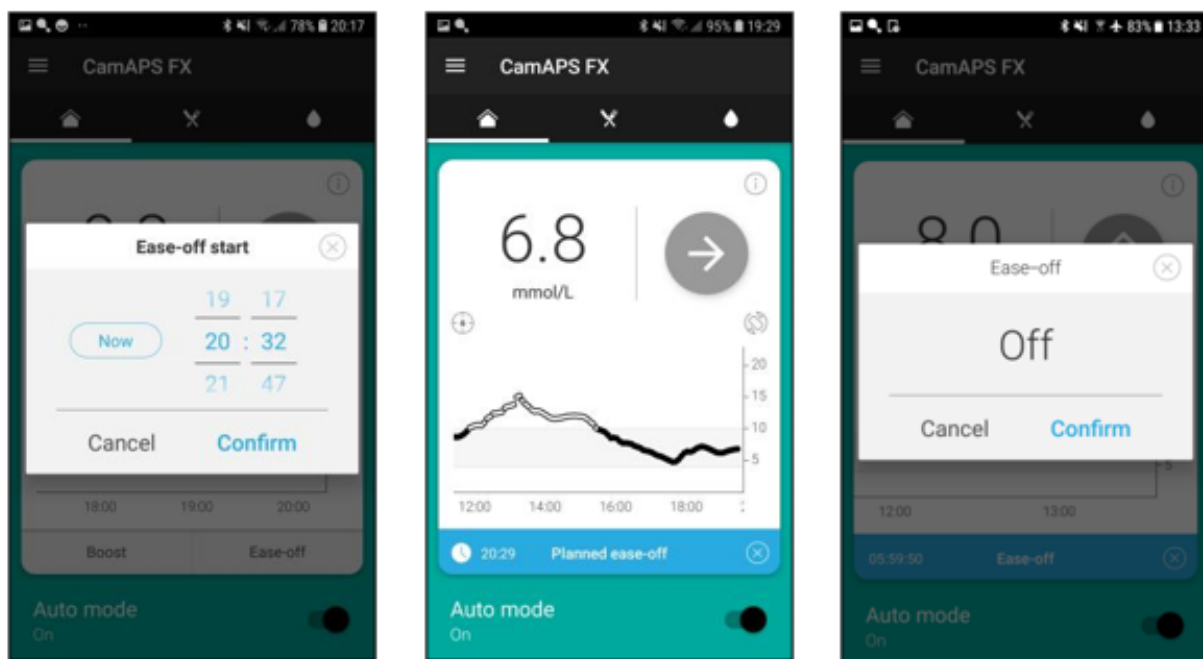 78% 20:17
CamAPS FX
Ease-off start
19 17
Now 20 : 32
21 47
Cancel Confirm
18:00 19:00 20:00
Boost Ease-off
Auto mode
On
95% 19:29
CamAPS FX
6.8
mmol/L
20
15
10
5
12:00 14:00 16:00 18:00
20:29 Planned ease-off
Auto mode
On
83% 13:33
CamAPS FX
8.0
Ease-off
Off
Cancel Confirm
5
12:00 13:00
05:59:50 Ease-off
Auto mode
On